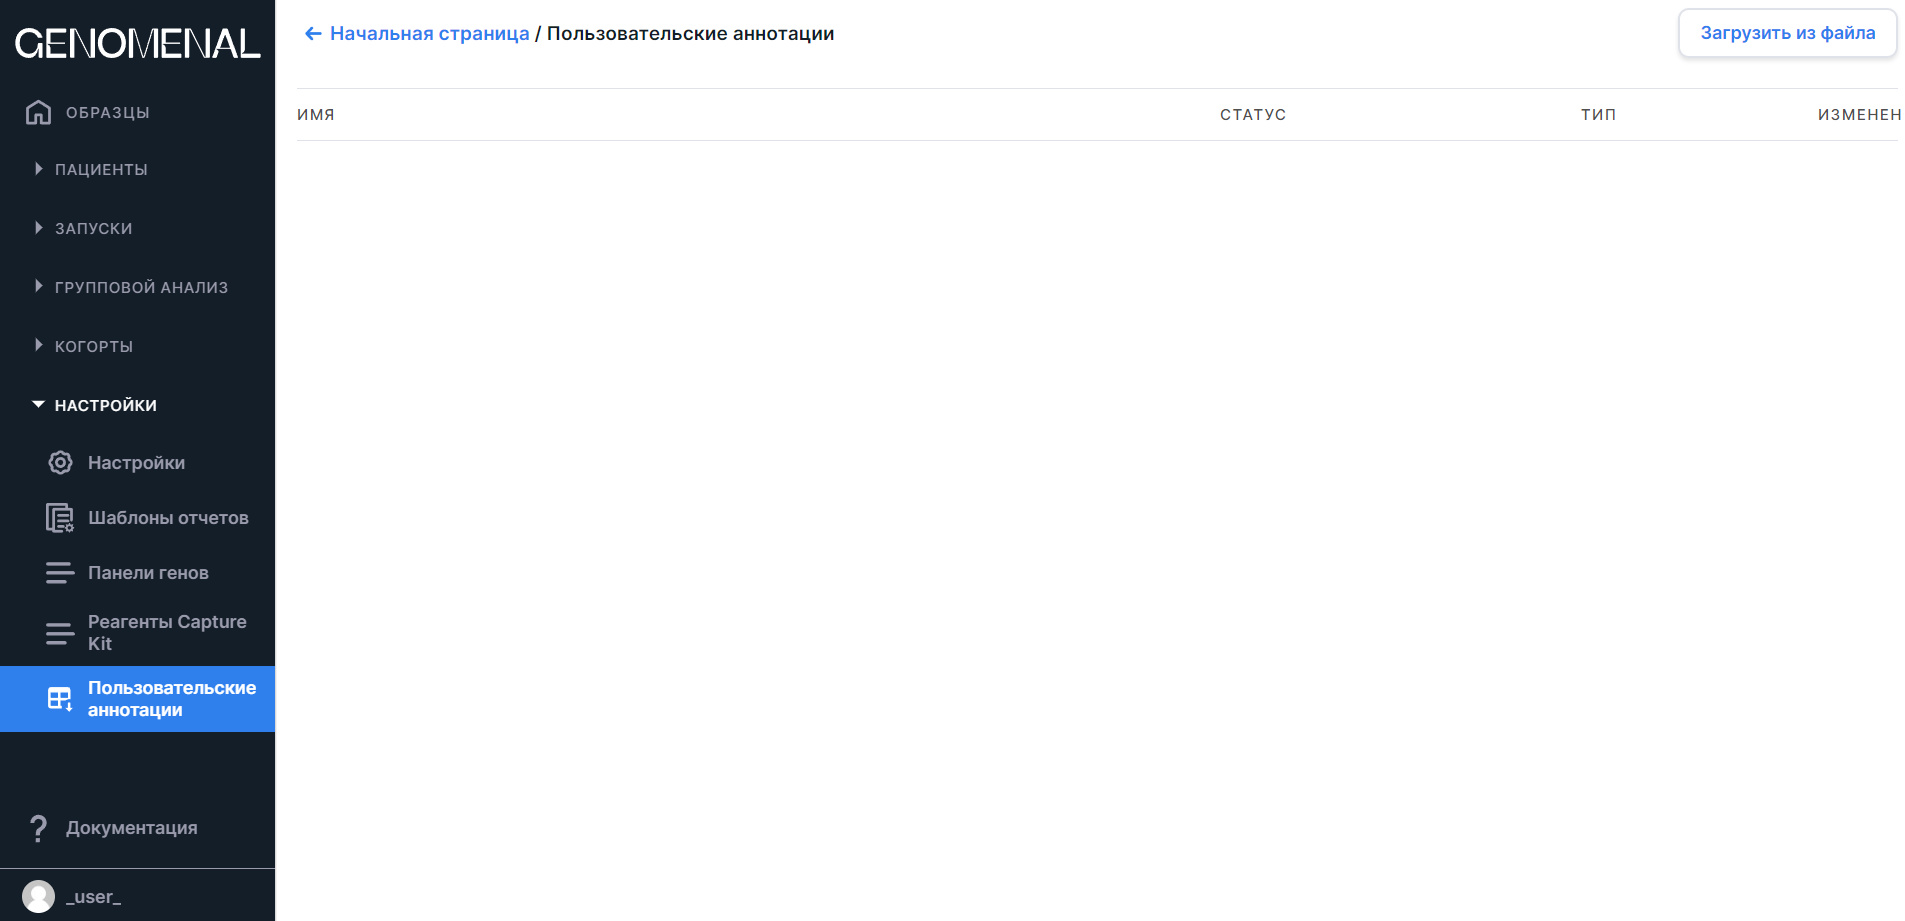 GENOMENAL
ОБРАЗЦЫ
ПАЦИЕНТЫ
ЗАПУСКИ
ГРУППОВОЙ АНАЛИЗ
КОГОРТЫ
НАСТРОЙКИ
Настройки
Шаблоны отчетов
Панели генов
Реагенты Capture
Kit
Пользовательские
аннотации
Документация
_user_
← Начальная страница / Пользовательские аннотации
Загрузить из файла
ИМЯ СТАТУС ТИП ИЗМЕНЕН